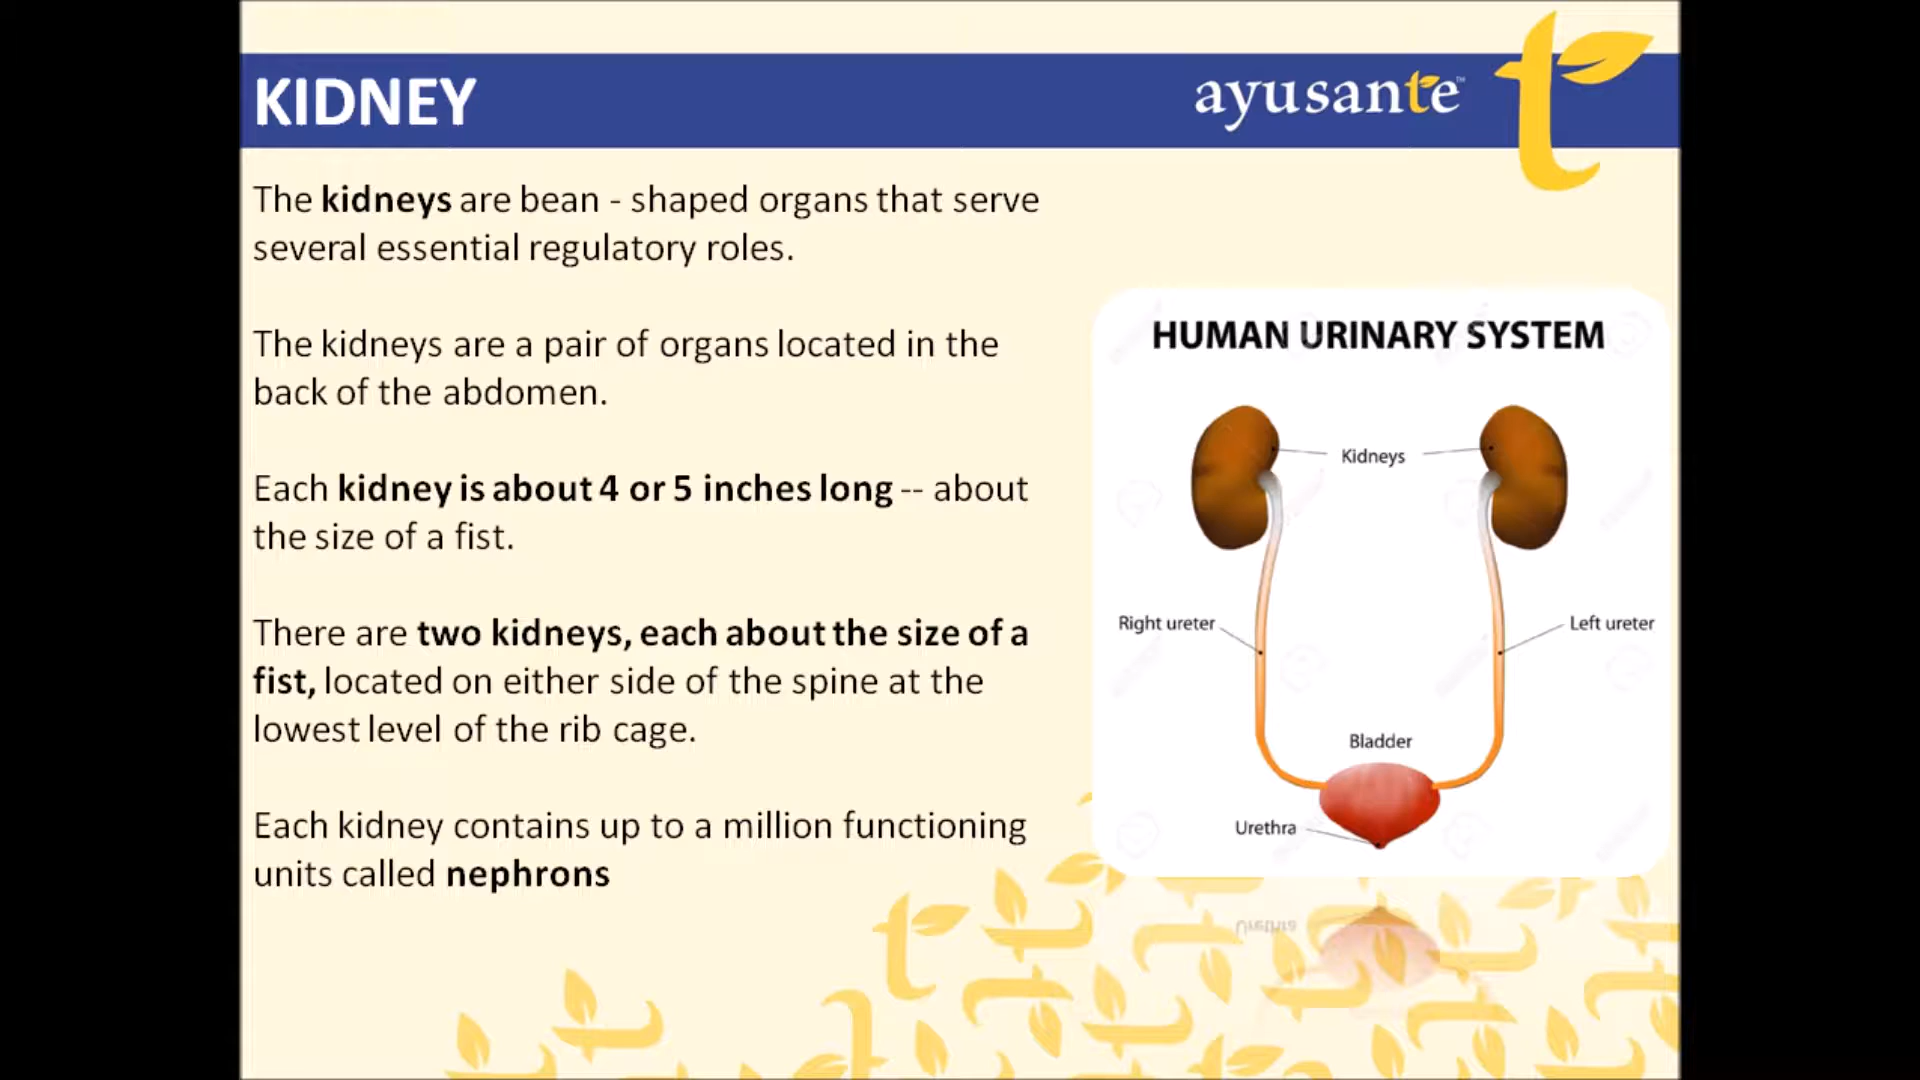 KIDNEY
ayusante™
The kidneys are bean - shaped organs that serve
several essential regulatory roles.
The kidneys are a pair of organs located in the
back of the abdomen.
Each kidney is about 4 or 5 inches long -- about
the size of a fist.
There are two kidneys, each about the size of a
fist, located on either side of the spine at the
lowest level of the rib cage.
Each kidney contains up to a million functioning
units called nephrons
HUMAN URINARY SYSTEM
Kidneys
Right ureter
Left ureter
Bladder
Urethra